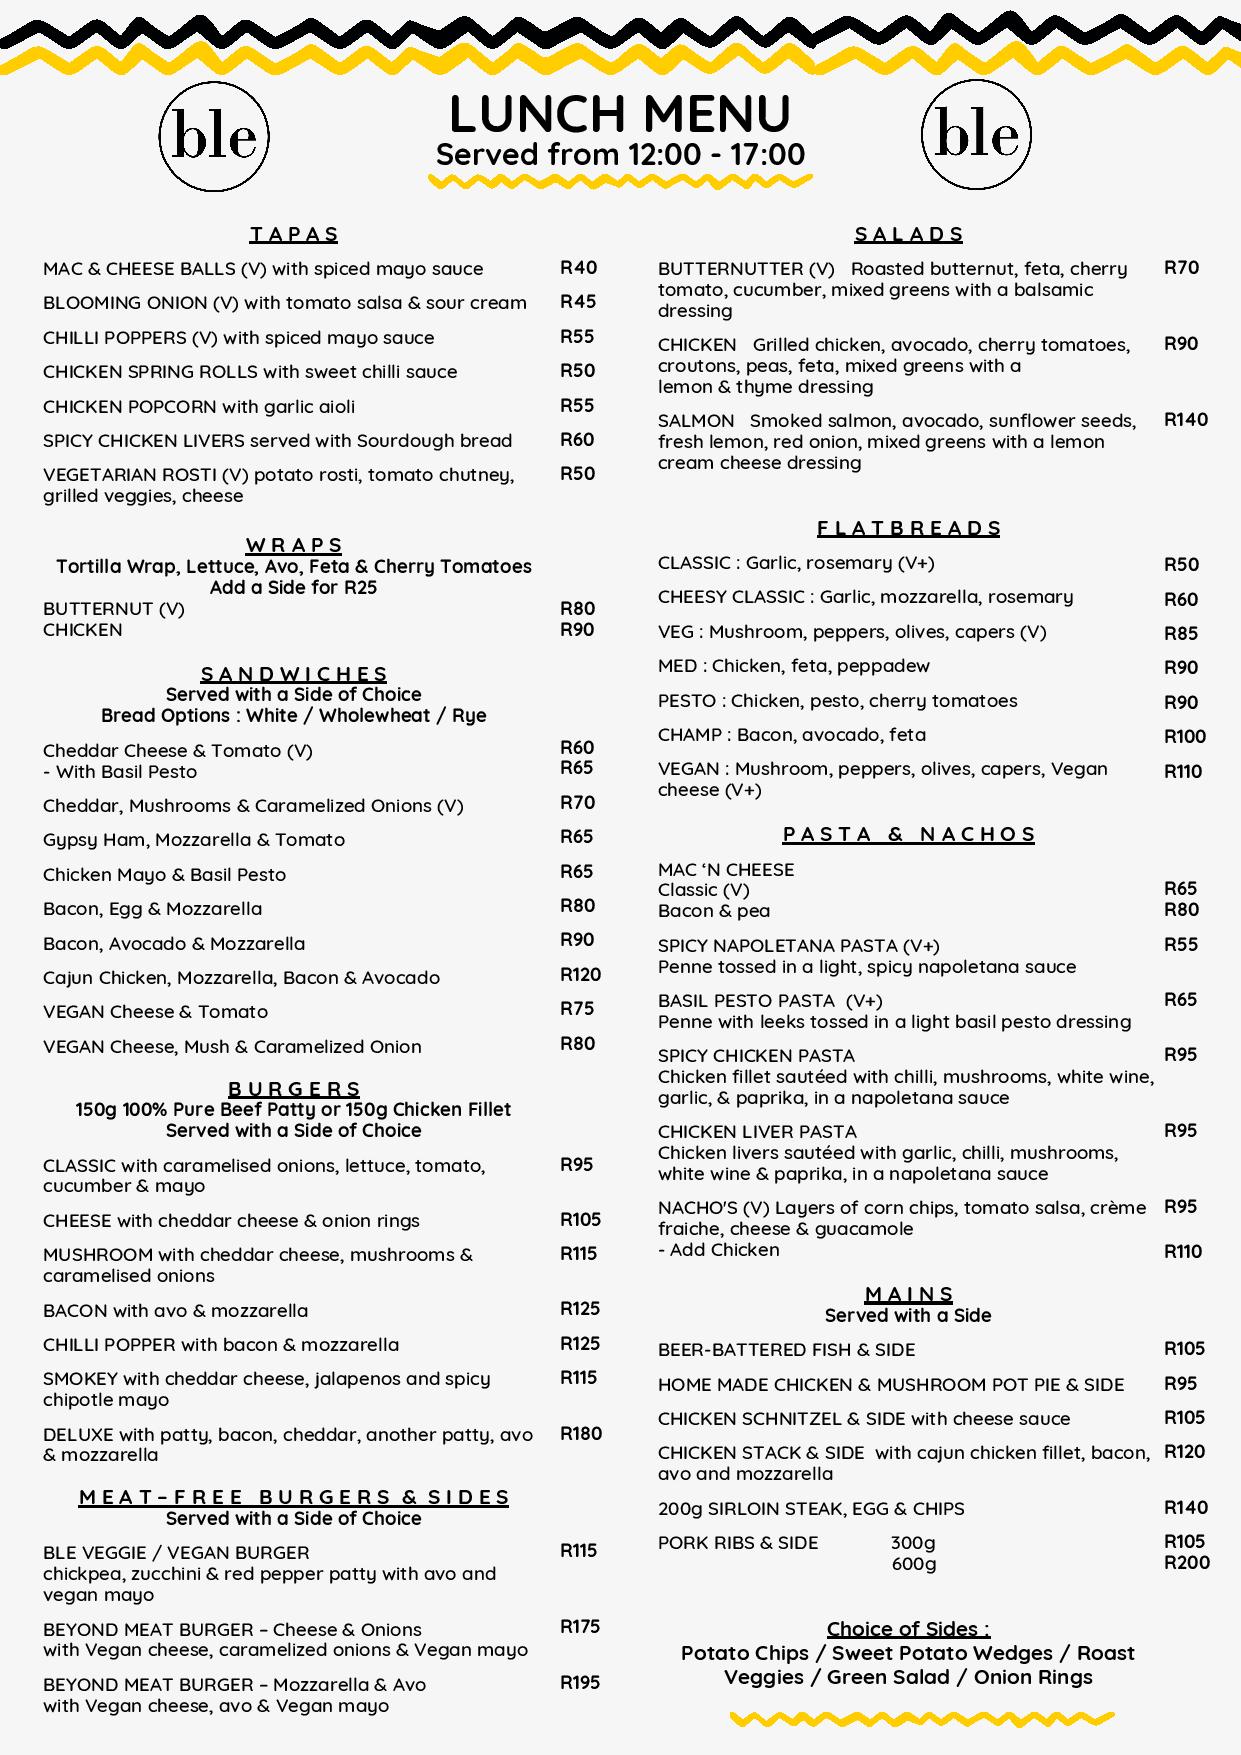 ble
LUNCH MENU
Served from 12:00 - 17:00
ble
TAPAS
MAC & CHEESE BALLS (V) with spiced mayo sauce R40
BLOOMING ONION (V) with tomato salsa & sour cream R45
CHILLI POPPERS (V) with spiced mayo sauce R55
CHICKEN SPRING ROLLS with sweet chilli sauce R50
CHICKEN POPCORN with garlic aioli R55
SPICY CHICKEN LIVERS served with Sourdough bread R60
VEGETARIAN ROSTI (V) potato rosti, tomato chutney, R50
grilled veggies, cheese
WRAPS
Tortilla Wrap, Lettuce, Avo, Feta & Cherry Tomatoes
Add a Side for R25
BUTTERNUT (V) R80
CHICKEN R90
SANDWICHES
Served with a Side of Choice
Bread Options : White / Wholewheat / Rye
Cheddar Cheese & Tomato (V) R60
- With Basil Pesto R65
Cheddar, Mushrooms & Caramelized Onions (V) R70
Gypsy Ham, Mozzarella & Tomato R65
Chicken Mayo & Basil Pesto R65
Bacon, Egg & Mozzarella R80
Bacon, Avocado & Mozzarella R90
Cajun Chicken, Mozzarella, Bacon & Avocado R120
VEGAN Cheese & Tomato R75
VEGAN Cheese, Mush & Caramelized Onion R80
BURGERS
150g 100% Pure Beef Patty or 150g Chicken Fillet
Served with a Side of Choice
CLASSIC with caramelised onions, lettuce, tomato, R95
cucumber & mayo
CHEESE with cheddar cheese & onion rings R105
MUSHROOM with cheddar cheese, mushrooms & R115
caramelised onions
BACON with avo & mozzarella R125
CHILLI POPPER with bacon & mozzarella R125
SMOKEY with cheddar cheese, jalapenos and spicy R115
chipotle mayo
DELUXE with patty, bacon, cheddar, another patty, avo R180
& mozzarella
MEAT-FREE BURGERS & SIDES
Served with a Side of Choice
BLE VEGGIE / VEGAN BURGER R115
chickpea, zucchini & red pepper patty with avo and
vegan mayo
BEYOND MEAT BURGER – Cheese & Onions R175
with Vegan cheese, caramelized onions & Vegan mayo
BEYOND MEAT BURGER – Mozzarella & Avo R195
with Vegan cheese, avo & Vegan mayo
SALADS
BUTTERNUTTER (V) Roasted butternut, feta, cherry R70
tomato, cucumber, mixed greens with a balsamic
dressing
CHICKEN Grilled chicken, avocado, cherry tomatoes, R90
croutons, peas, feta, mixed greens with a
lemon & thyme dressing
SALMON Smoked salmon, avocado, sunflower seeds, R140
fresh lemon, red onion, mixed greens with a lemon
cream cheese dressing
FLATBREADS
CLASSIC : Garlic, rosemary (V+) R50
CHEESY CLASSIC : Garlic, mozzarella, rosemary R60
VEG : Mushroom, peppers, olives, capers (V) R85
MED : Chicken, feta, peppadew R90
PESTO : Chicken, pesto, cherry tomatoes R90
CHAMP : Bacon, avocado, feta R100
VEGAN : Mushroom, peppers, olives, capers, Vegan R110
cheese (V+)
PASTA & NACHOS
MAC ‘N CHEESE
Classic (V) R65
Bacon & pea R80
SPICY NAPOLETANA PASTA (V+) R55
Penne tossed in a light, spicy napoletana sauce
BASIL PESTO PASTA (V+) R65
Penne with leeks tossed in a light basil pesto dressing
SPICY CHICKEN PASTA R95
Chicken fillet sautéed with chilli, mushrooms, white wine,
garlic, & paprika, in a napoletana sauce
CHICKEN LIVER PASTA R95
Chicken livers sautéed with garlic, chilli, mushrooms,
white wine & paprika, in a napoletana sauce
NACHO'S (V) Layers of corn chips, tomato salsa, crème R95
fraiche, cheese & guacamole
- Add Chicken R110
MAINS
Served with a Side
BEER-BATTERED FISH & SIDE R105
HOME MADE CHICKEN & MUSHROOM POT PIE & SIDE R95
CHICKEN SCHNITZEL & SIDE with cheese sauce R105
CHICKEN STACK & SIDE with cajun chicken fillet, bacon, R120
avo and mozzarella
200g SIRLOIN STEAK, EGG & CHIPS R140
PORK RIBS & SIDE 300g R105
600g R200
Choice of Sides :
Potato Chips / Sweet Potato Wedges / Roast
Veggies / Green Salad / Onion Rings